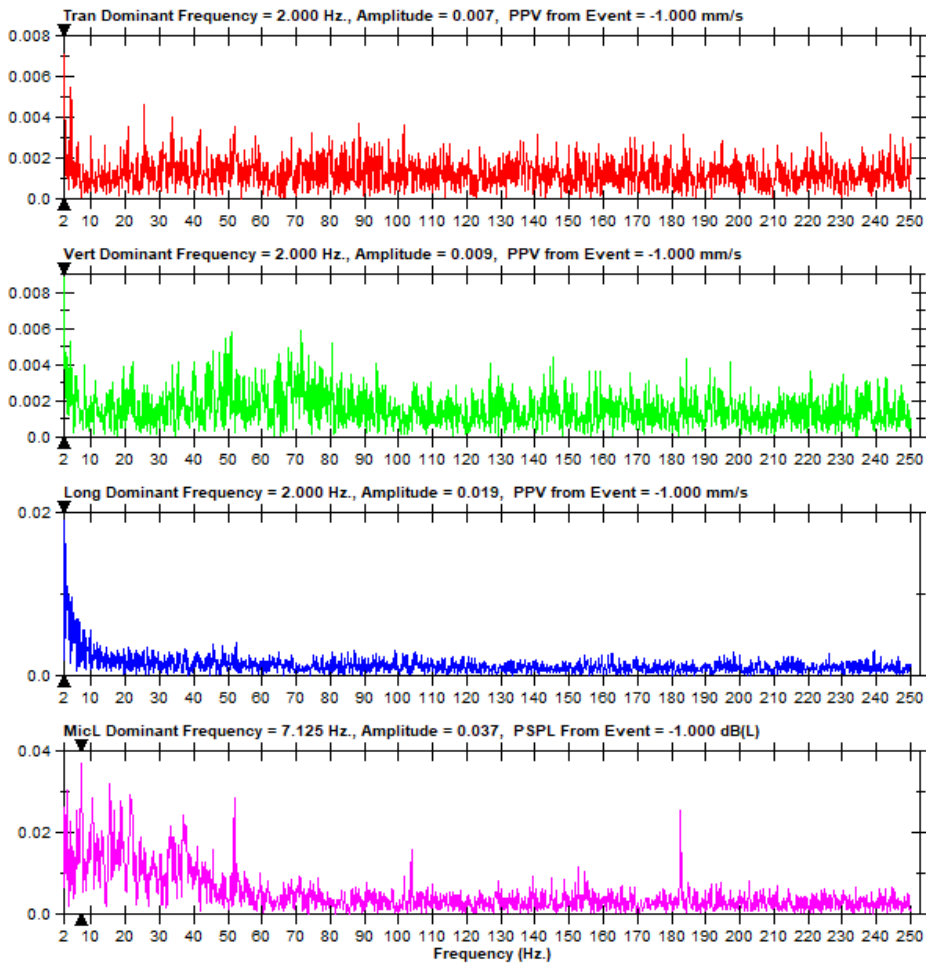 Tran Dominant Frequency = 2.000 Hz., Amplitude = 0.007, PPV from Event = -1.000 mm/s
0.008
0.006
0.004
0.002
0.0
2 10 20 30 40 50 60 70 80 90 100 110 120 130 140 150 160 170 180 190 200 210 220 230 240 250
Vert Dominant Frequency = 2.000 Hz., Amplitude = 0.009, PPV from Event = -1.000 mm/s
0.008
0.006
0.004
0.002
0.0
2 10 20 30 40 50 60 70 80 90 100 110 120 130 140 150 160 170 180 190 200 210 220 230 240 250
Long Dominant Frequency = 2.000 Hz., Amplitude = 0.019, PPV from Event = -1.000 mm/s
0.02
0.0
2 10 20 30 40 50 60 70 80 90 100 110 120 130 140 150 160 170 180 190 200 210 220 230 240 250
MicL Dominant Frequency = 7.125 Hz., Amplitude = 0.037, PSPL From Event = -1.000 dB(L)
0.04
0.02
0.0
2 10 20 30 40 50 60 70 80 90 100 110 120 130 140 150 160 170 180 190 200 210 220 230 240 250
Frequency (Hz.)